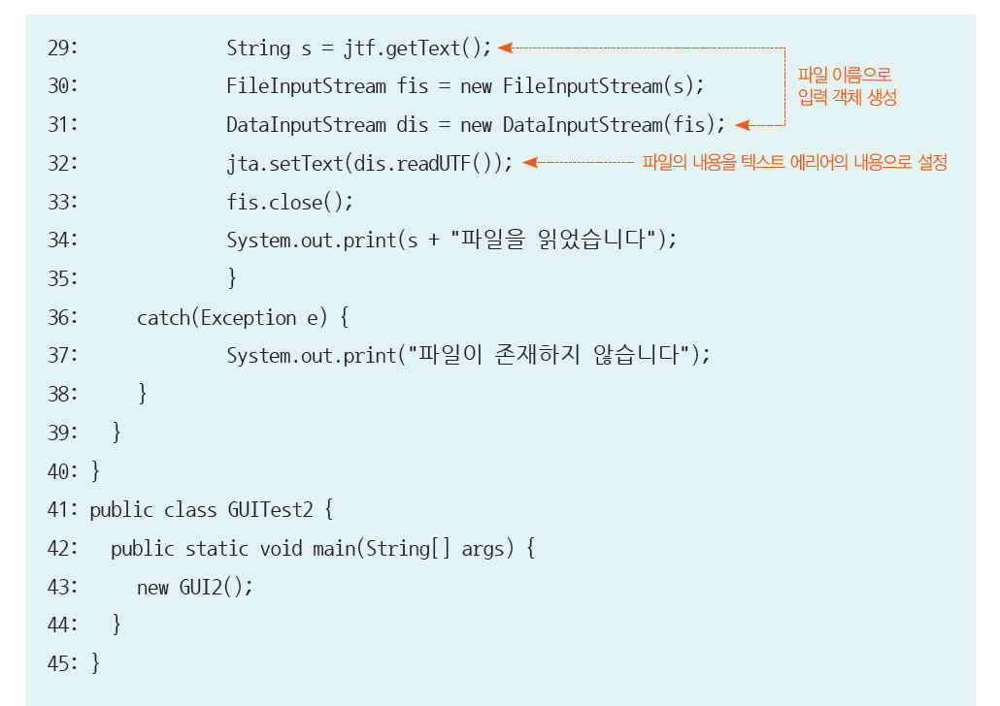 29: String s = jtf.getText();
파일 이름으로
입력 객체 생성
30: FileInputStream fis = new FileInputStream(s);
31: DataInputStream dis = new DataInputStream(fis);
32: jta.setText(dis.readUTF()); 파일의 내용을 텍스트 에리어의 내용으로 설정
33: fis.close();
34: System.out.print(s + "파일을 읽었습니다");
35: }
36: catch(Exception e) {
37: System.out.print("파일이 존재하지 않습니다");
38: }
39: }
40: }
41: public class GUITest2 {
42: public static void main(String[] args) {
43: new GUI2();
44: }
45: }